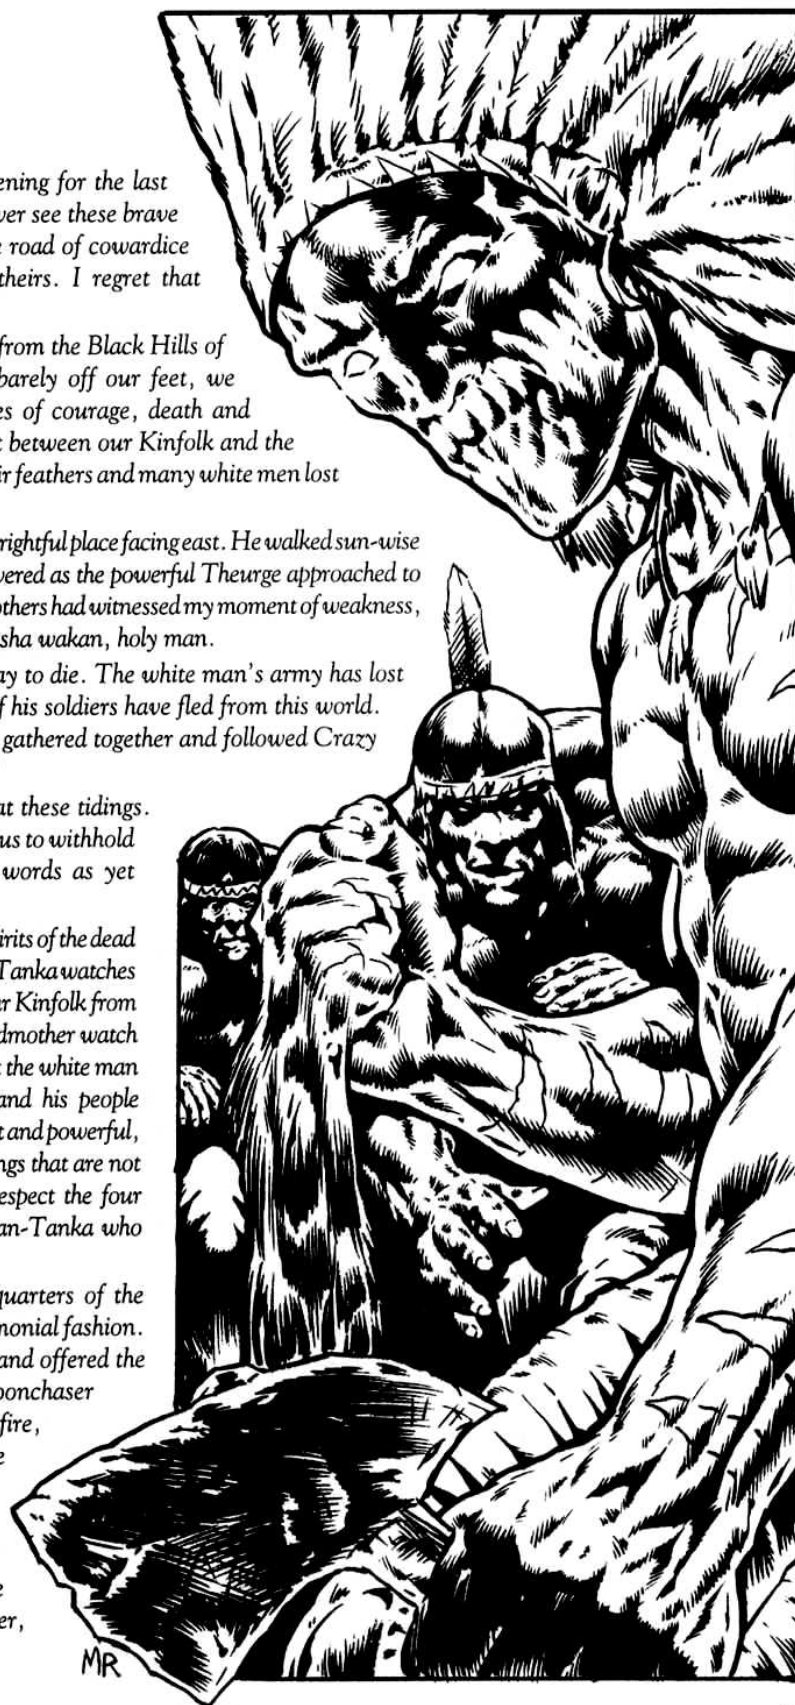 ening for the last
ver see these brave
e road of cowardice
theirs. I regret that
from the Black Hills of
barely off our feet, we
es of courage, death and
t between our Kinfolk and the
ir feathers and many white men lost
rightful place facing east. He walked sun-wise
vered as the powerful Theurge approached to
others had witnessed my moment of weakness,
sha wakan, holy man.
ay to die. The white man's army has lost
f his soldiers have fled from this world.
gathered together and followed Crazy
at these tidings.
us to withhold
words as yet
irits of the dead
Tanka watches
r Kinfolk from
dmother watch
t the white man
and his people
t and powerful,
ngs that are not
espect the four
an-Tanka who
quarters of the
monial fashion.
and offered the
oonchaser
fire,
e
e
er,
MR